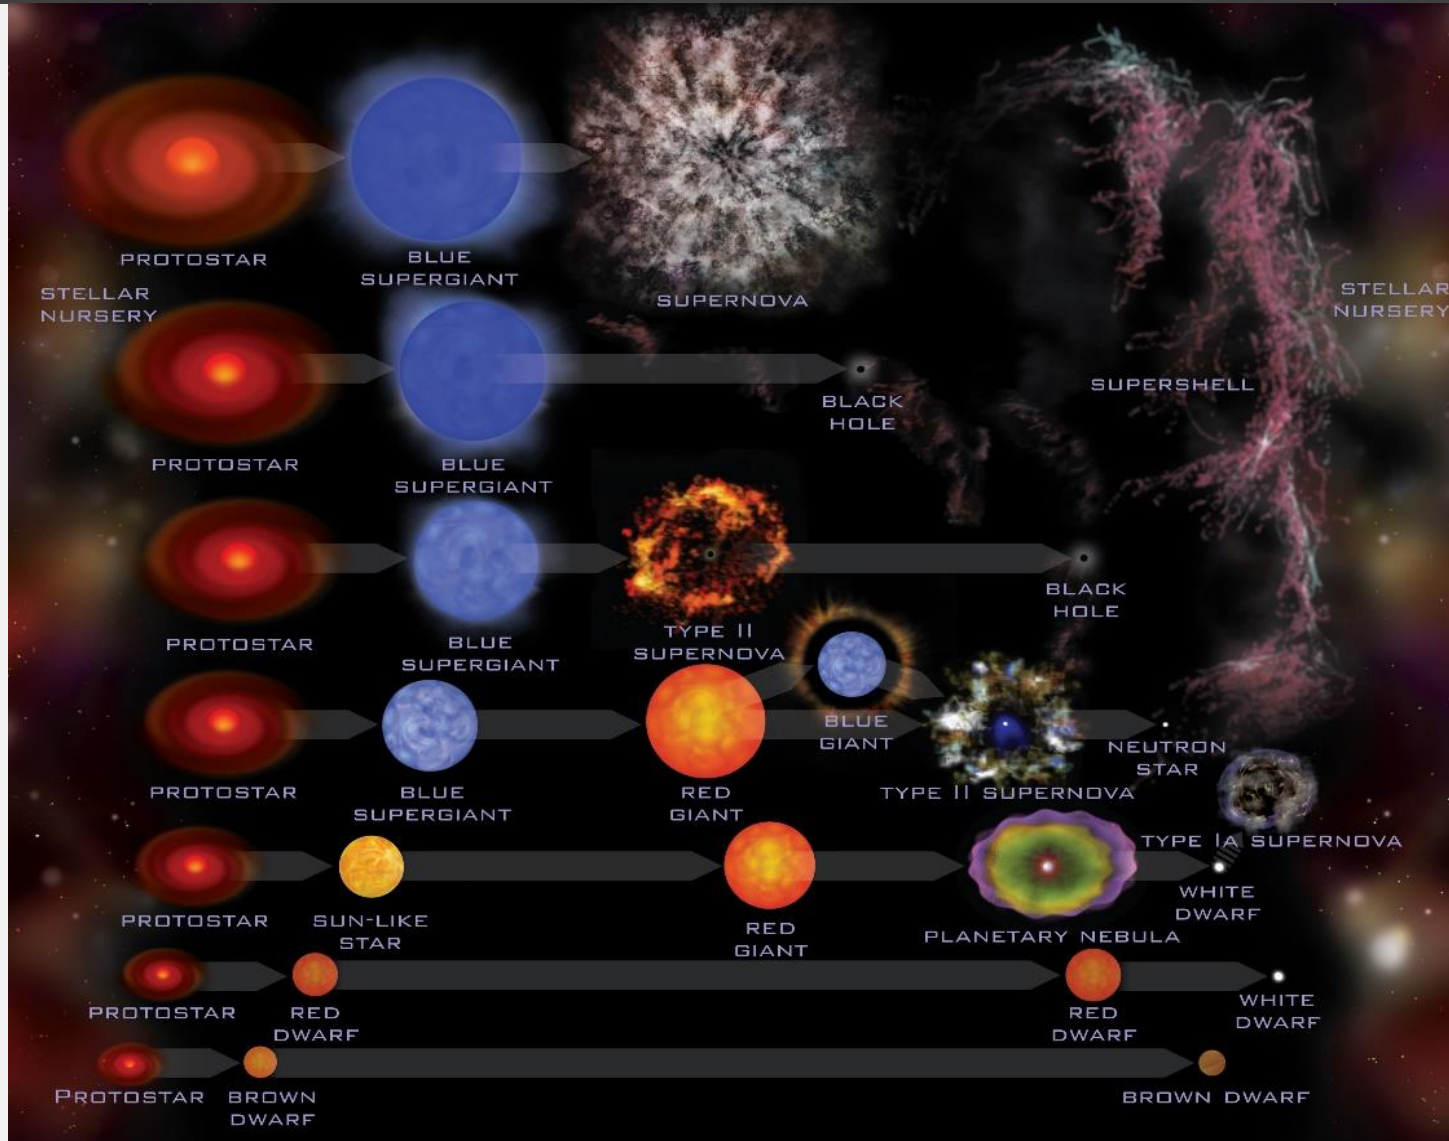 PROTOSTAR
BLUE
SUPERGIANT
SUPERNOVA
STELLAR
NURSERY
STELLAR
NURSERY
PROTOSTAR
BLUE
SUPERGIANT
BLACK
HOLE
SUPERSHELL
PROTOSTAR
BLUE
SUPERGIANT
TYPE II
SUPERNOVA
BLACK
HOLE
PROTOSTAR
BLUE
SUPERGIANT
RED
GIANT
BLUE
GIANT
TYPE II SUPERNOVA
NEUTRON
STAR
PROTOSTAR
SUN-LIKE
STAR
RED
GIANT
PLANETARY NEBULA
TYPE IA SUPERNOVA
WHITE
DWARF
PROTOSTAR
RED
DWARF
RED
DWARF
WHITE
DWARF
PROTOSTAR
BROWN
DWARF
BROWN DWARF